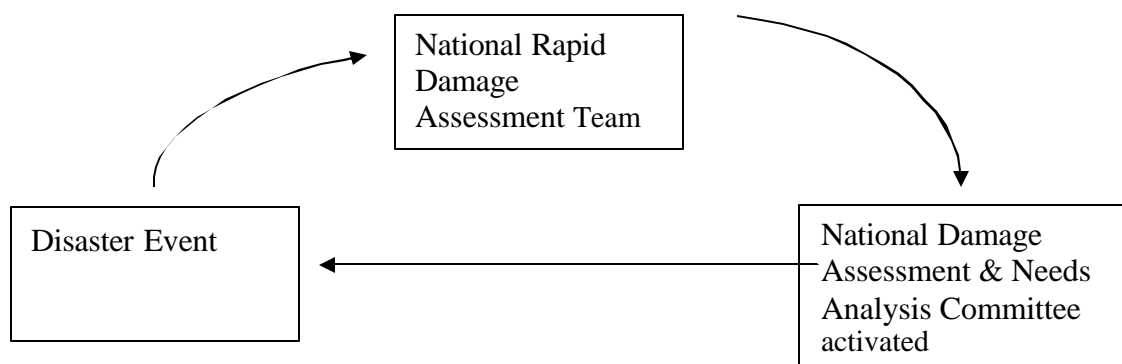 National Rapid
Damage
Assessment Team
Disaster Event
National Damage
Assessment & Needs
Analysis Committee
activated